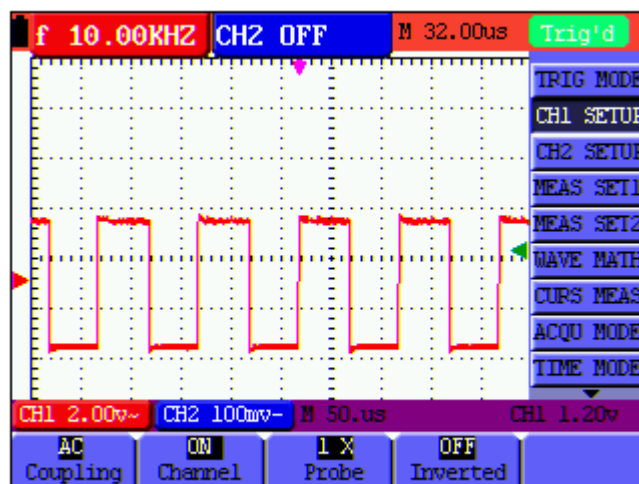 f 10.00KHZ CH2 OFF M 32.00us Trig'd
TRIG MODE
CH1 SETUP
CH2 SETUP
MEAS SET1
MEAS SET2
WAVE MATH
CURS MEAS
ACQU MODE
TIME MODE
CH1 2.00v~ CH2 100mv- M 50.us CH1 1.20v
AC ON 1 X OFF
Coupling Channel Probe Inverted